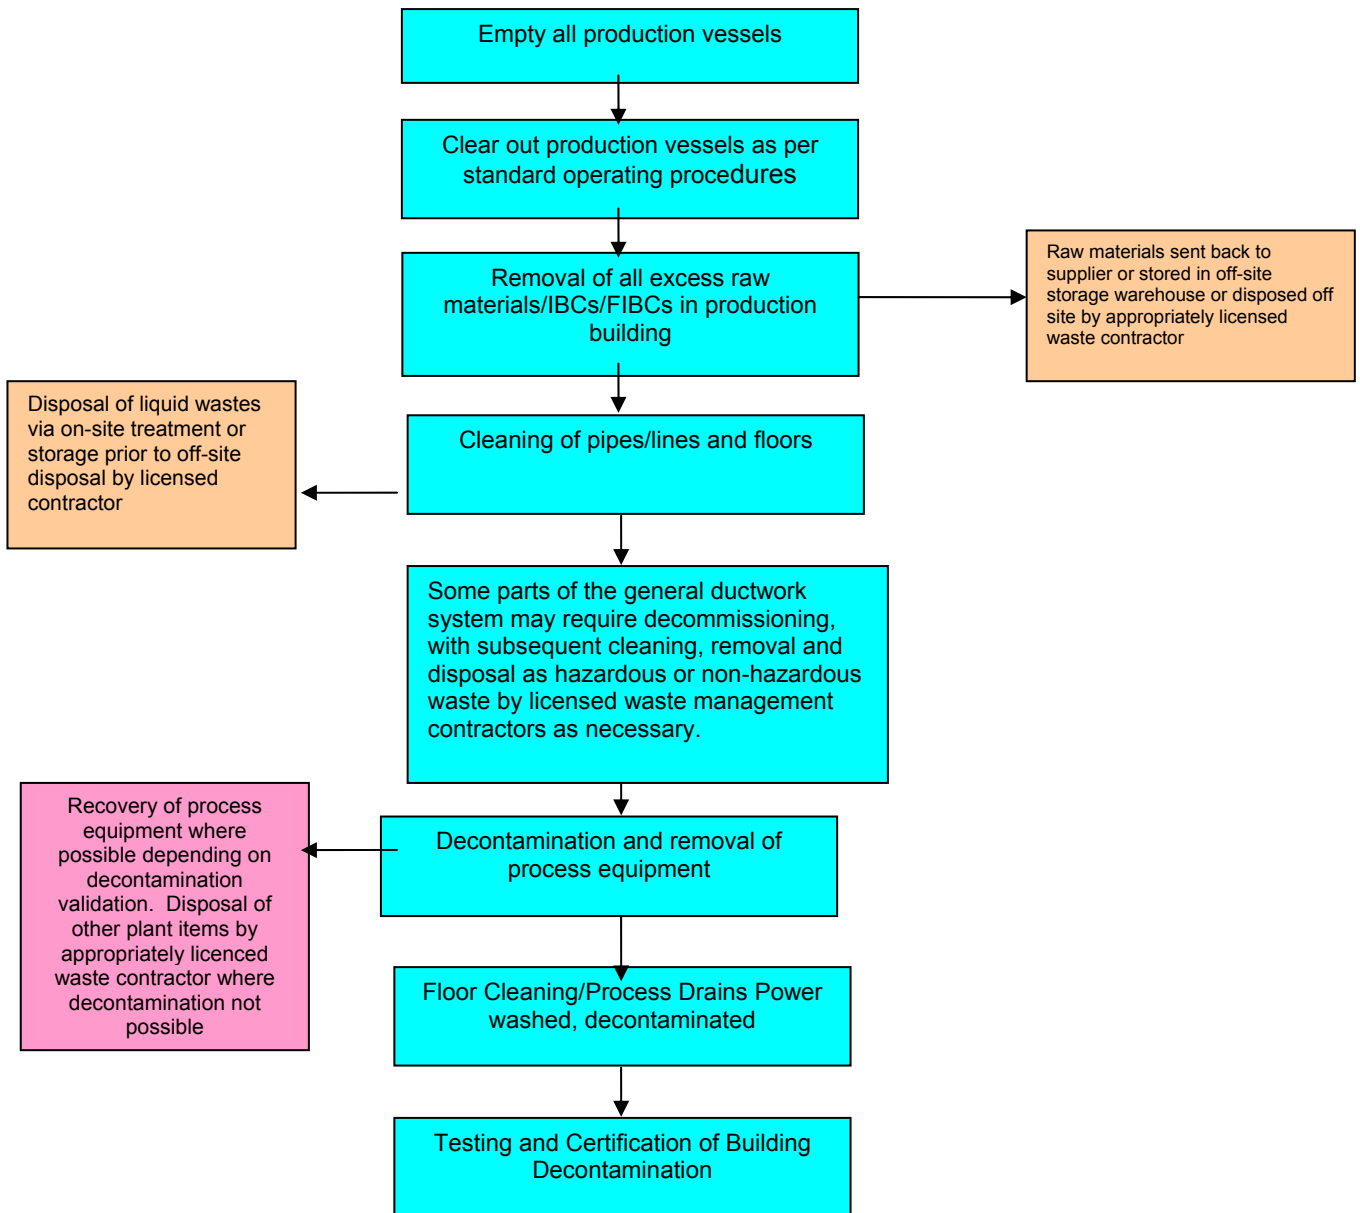 Empty all production vessels
Clear out production vessels as per
standard operating procedures
Removal of all excess raw
materials/IBCs/FIBCs in production
building
Raw materials sent back to
supplier or stored in off-site
storage warehouse or disposed off
site by appropriately licensed
waste contractor
Disposal of liquid wastes
via on-site treatment or
storage prior to off-site
disposal by licensed
contractor
Cleaning of pipes/lines and floors
Some parts of the general ductwork
system may require decommissioning,
with subsequent cleaning, removal and
disposal as hazardous or non-hazardous
waste by licensed waste management
contractors as necessary.
Recovery of process
equipment where
possible depending on
decontamination
validation.  Disposal of
other plant items by
appropriately licenced
waste contractor where
decontamination not
possible
Decontamination and removal of
process equipment
Floor Cleaning/Process Drains Power
washed, decontaminated
Testing and Certification of Building
Decontamination